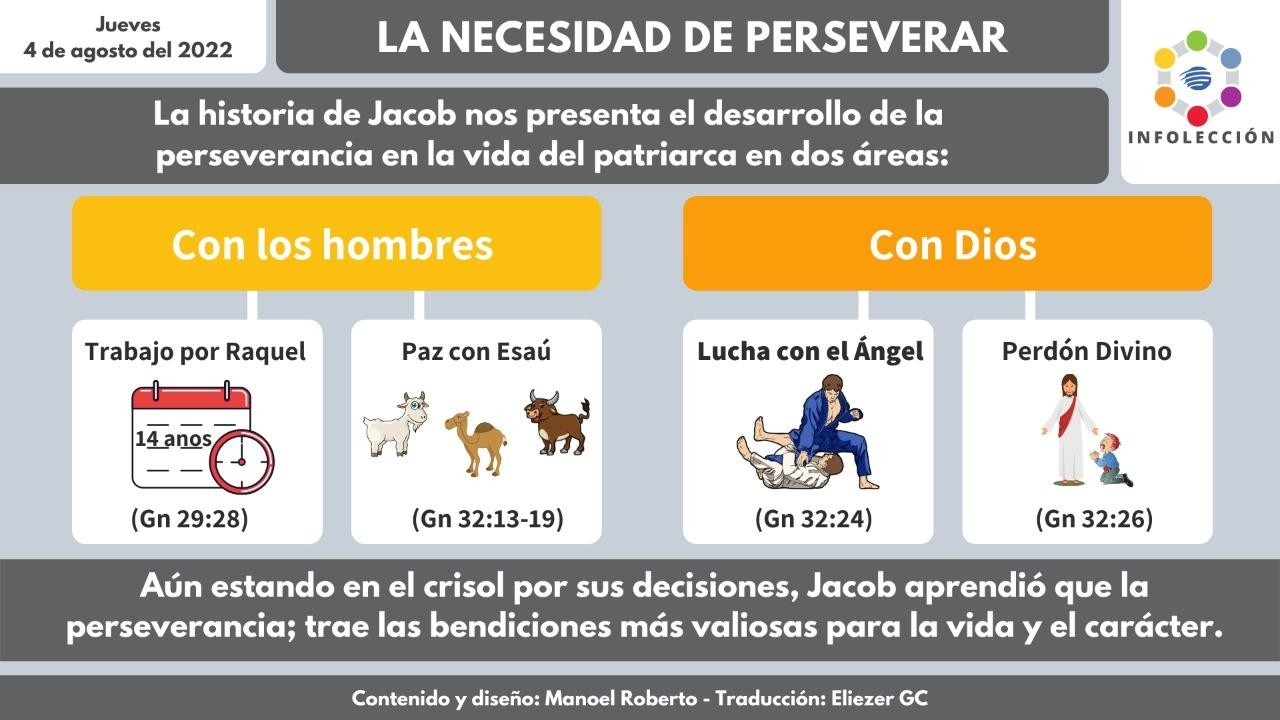 Jueves
4 de agosto del 2022
LA NECESIDAD DE PERSEVERAR
INFOLECCIÓN
La historia de Jacob nos presenta el desarrollo de la
perseverancia en la vida del patriarca en dos áreas:
Con los hombres
Con Dios
Trabajo por Raquel
14 anos
(Gn 29:28)
Paz con Esaú
(Gn 32:13-19)
Lucha con el Ángel
(Gn 32:24)
Perdón Divino
(Gn 32:26)
Aún estando en el crisol por sus decisiones, Jacob aprendió que la
perseverancia; trae las bendiciones más valiosas para la vida y el carácter.
Contenido y diseño: Manoel Roberto - Traducción: Eliezer GC